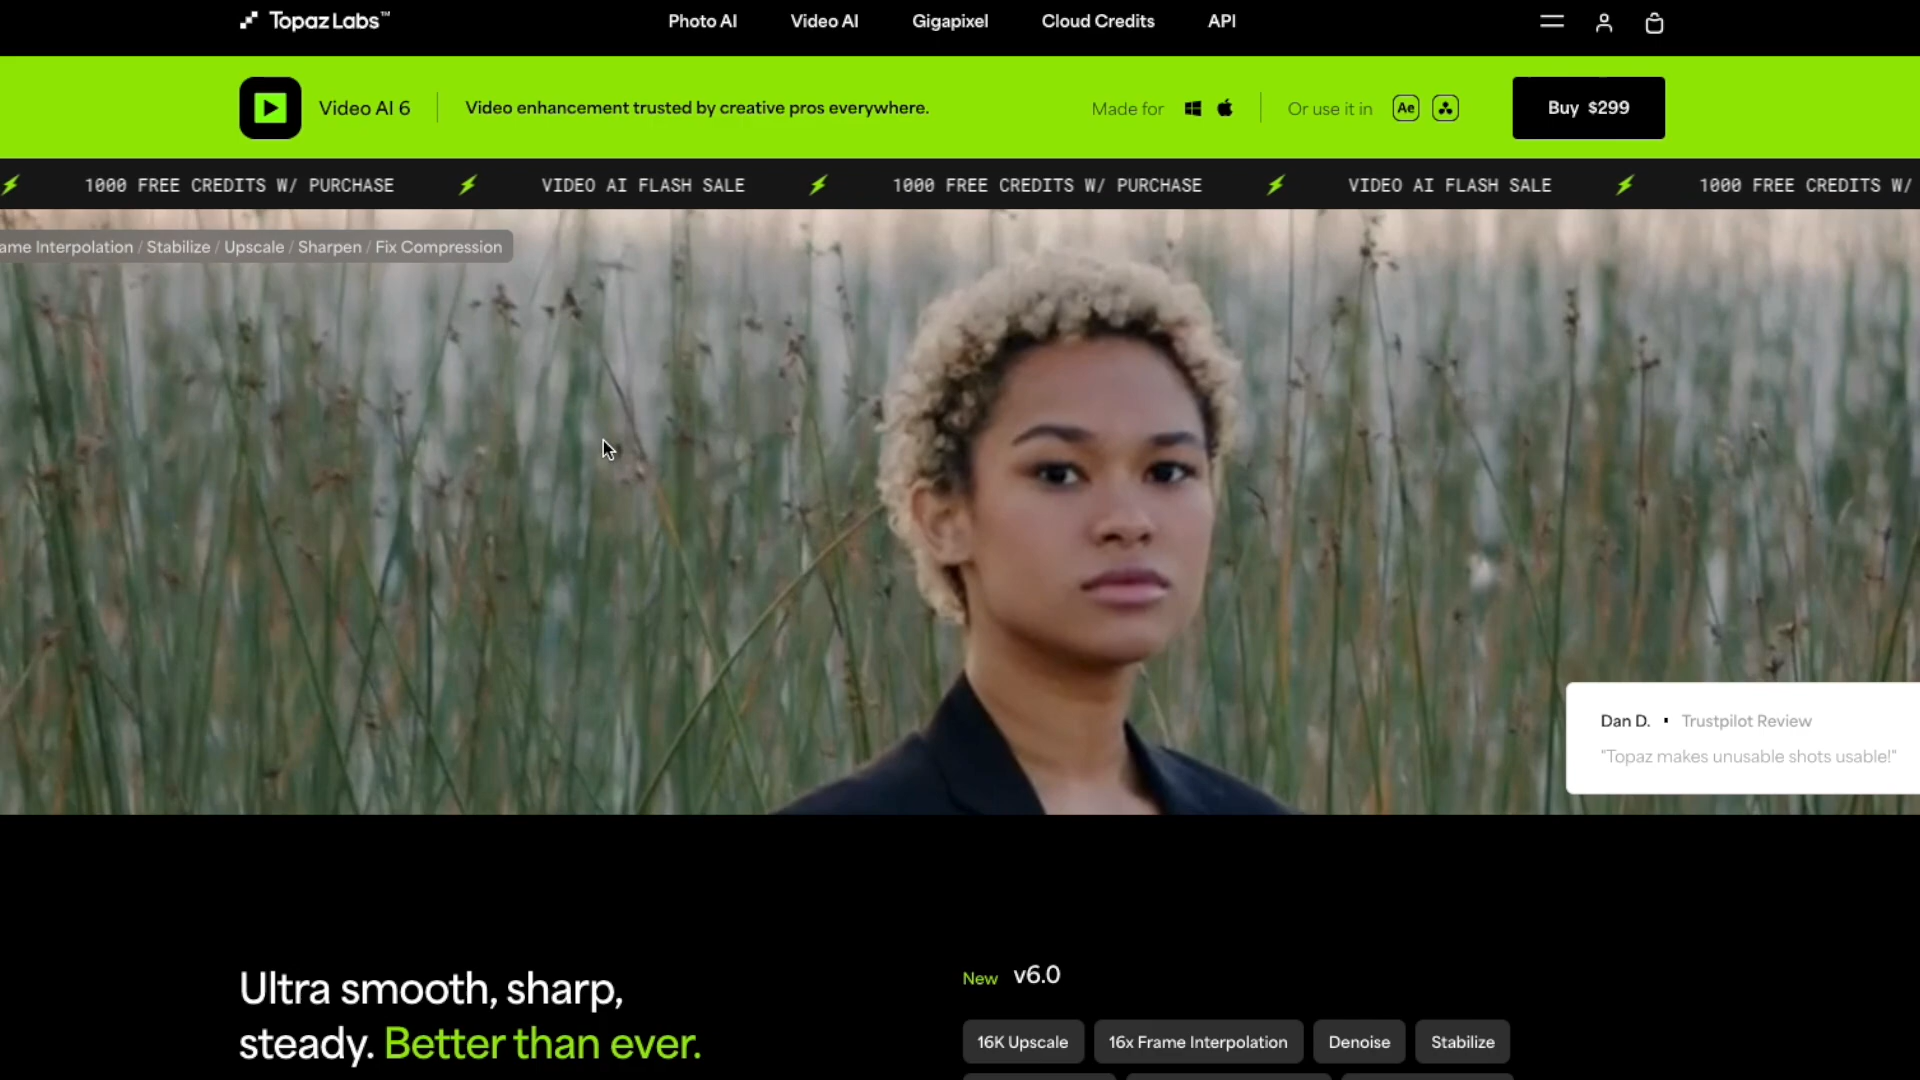 Topaz Labs™
Photo AI
Video AI
Gigapixel
Cloud Credits
API
Video AI 6
Video enhancement trusted by creative pros everywhere.
Made for
Or use it in
Ae
Buy $299
1000 FREE CREDITS W/ PURCHASE
VIDEO AI FLASH SALE
1000 FREE CREDITS W/ PURCHASE
VIDEO AI FLASH SALE
1000 FREE CREDITS W/
ame Interpolation / Stabilize / Upscale / Sharpen / Fix Compression
Dan D. • Trustpilot Review
"Topaz makes unusable shots usable!"
Ultra smooth, sharp,
steady. Better than ever.
New v6.0
16K Upscale
16x Frame Interpolation
Denoise
Stabilize